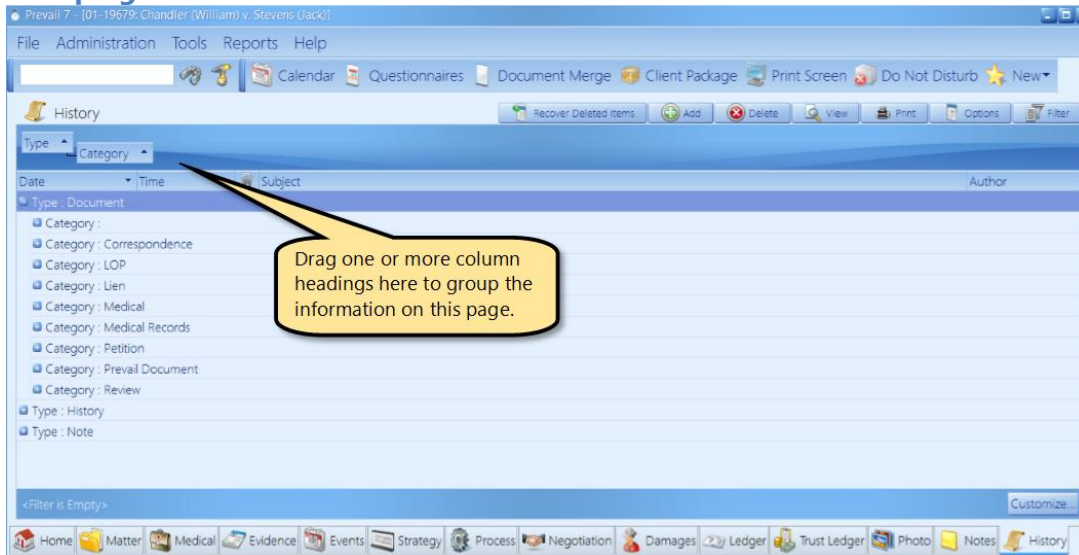 Prevail 7 - [01-19679: Chandler (William) v. Stevens (Jack)]
File Administration Tools Reports Help
Calendar Questionnaires Document Merge Client Package Print Screen Do Not Disturb New
History Recover Deleted Items Add Delete View Print Options Filter
Type
Category
Date Time Subject Author
Type : Document
Category :
Category : Correspondence
Category : LOP
Category : Lien
Category : Medical
Category : Medical Records
Category : Petition
Category : Prevail Document
Category : Review
Type : History
Type : Note
Drag one or more column
headings here to group the
information on this page.
<Filter is Empty> Customize...
Home Matter Medical Evidence Events Strategy Process Negotiation Damages Ledger Trust Ledger Photo Notes History